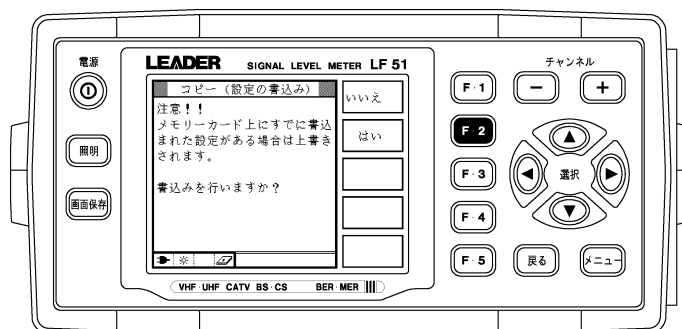 電源
LEADER SIGNAL LEVEL METER LF 51
チャンネル
コピー (設定の書込み)
注意！！
メモリーカード上にすでに書込
まれた設定がある場合は上書き
されます。
書込みを行いますか？
いいえ
はい
F·1
F·2
F·3
F·4
F·5
− +
照明
画面保存
選択
戻る
メニュー
VHF·UHF CATV BS·CS BER·MER